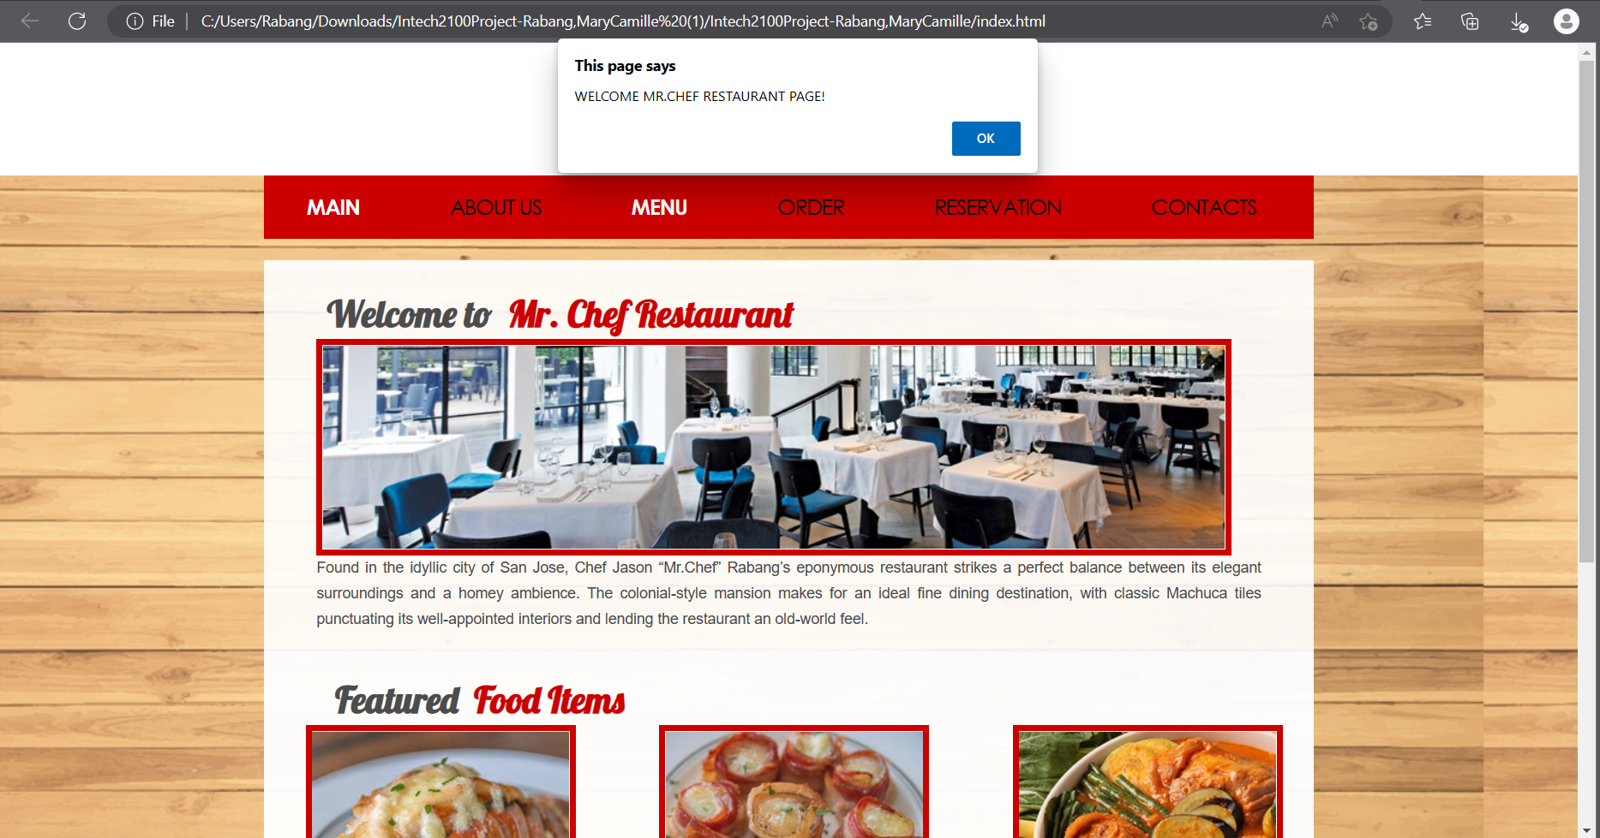 File
C:/Users/Rabang/Downloads/Intech2100Project-Rabang,MaryCamille%20(1)/Intech2100Project-Rabang,MaryCamille/index.html
This page says
WELCOME MR.CHEF RESTAURANT PAGE!
OK
MAIN ABOUT US MENU ORDER RESERVATION CONTACTS
Welcome to Mr. Chef Restaurant
Found in the idyllic city of San Jose, Chef Jason “Mr.Chef” Rabang’s eponymous restaurant strikes a perfect balance between its elegant
surroundings and a homey ambience. The colonial-style mansion makes for an ideal fine dining destination, with classic Machuca tiles
punctuating its well-appointed interiors and lending the restaurant an old-world feel.
Featured Food Items